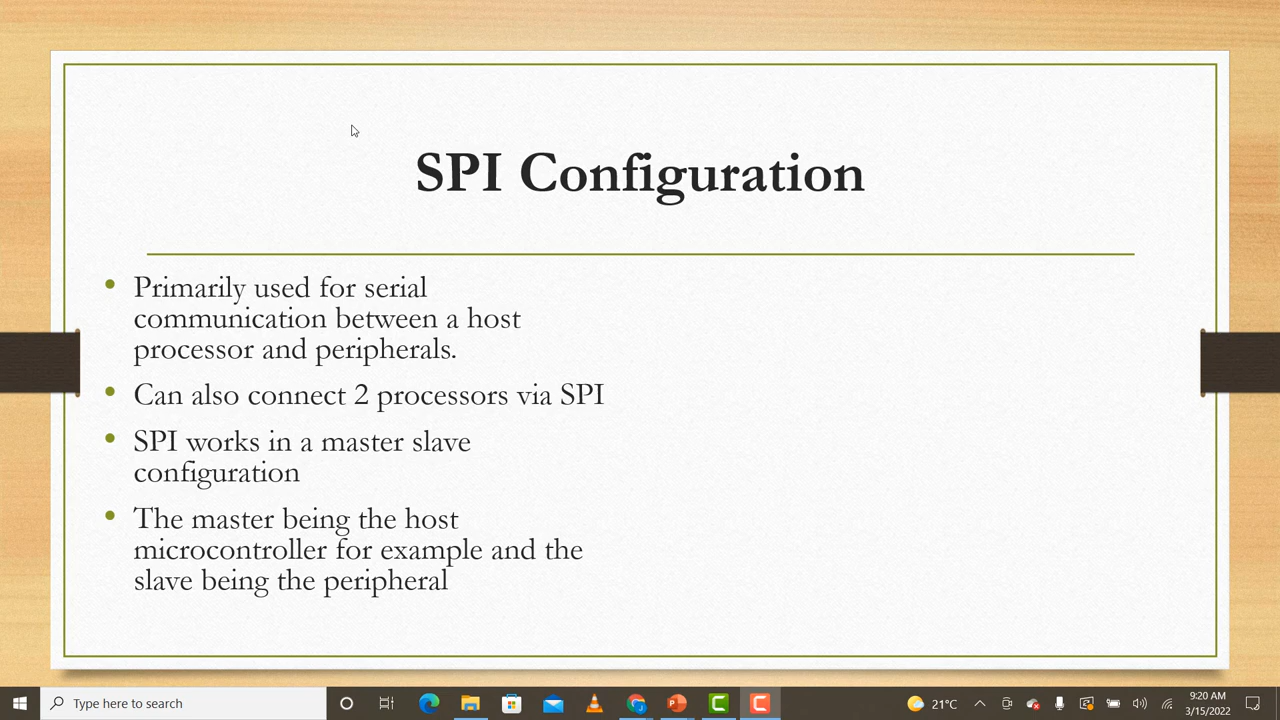 SPI Configuration
• Primarily used for serial
communication between a host
processor and peripherals.
• Can also connect 2 processors via SPI
• SPI works in a master slave
configuration
• The master being the host
microcontroller for example and the
slave being the peripheral
Type here to search
21°C
9:20 AM
3/15/2022